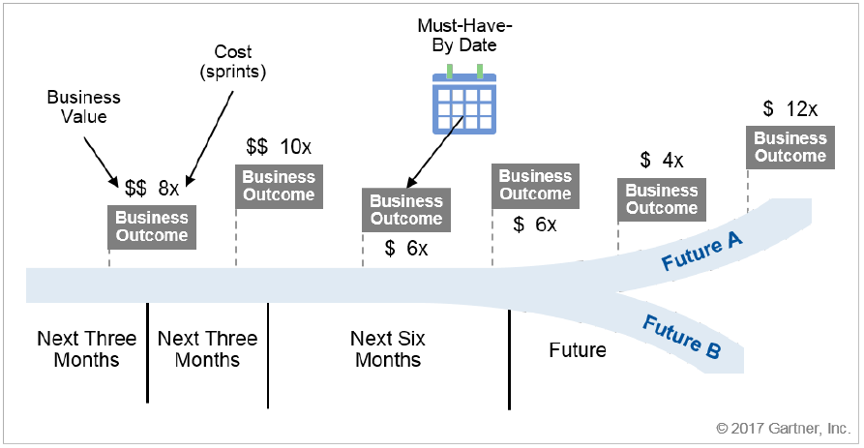 Must-Have-
By Date
Cost
(sprints)
Business
Value
$ 12x
Business
Outcome
$$ 10x
Business
Outcome
$ 4x
Business
Outcome
$$ 8x
Business
Outcome
Business
Outcome
$ 6x
Business
Outcome
$ 6x
Future A
Future B
Next Three
Months
Next Three
Months
Next Six
Months
Future
© 2017 Gartner, Inc.